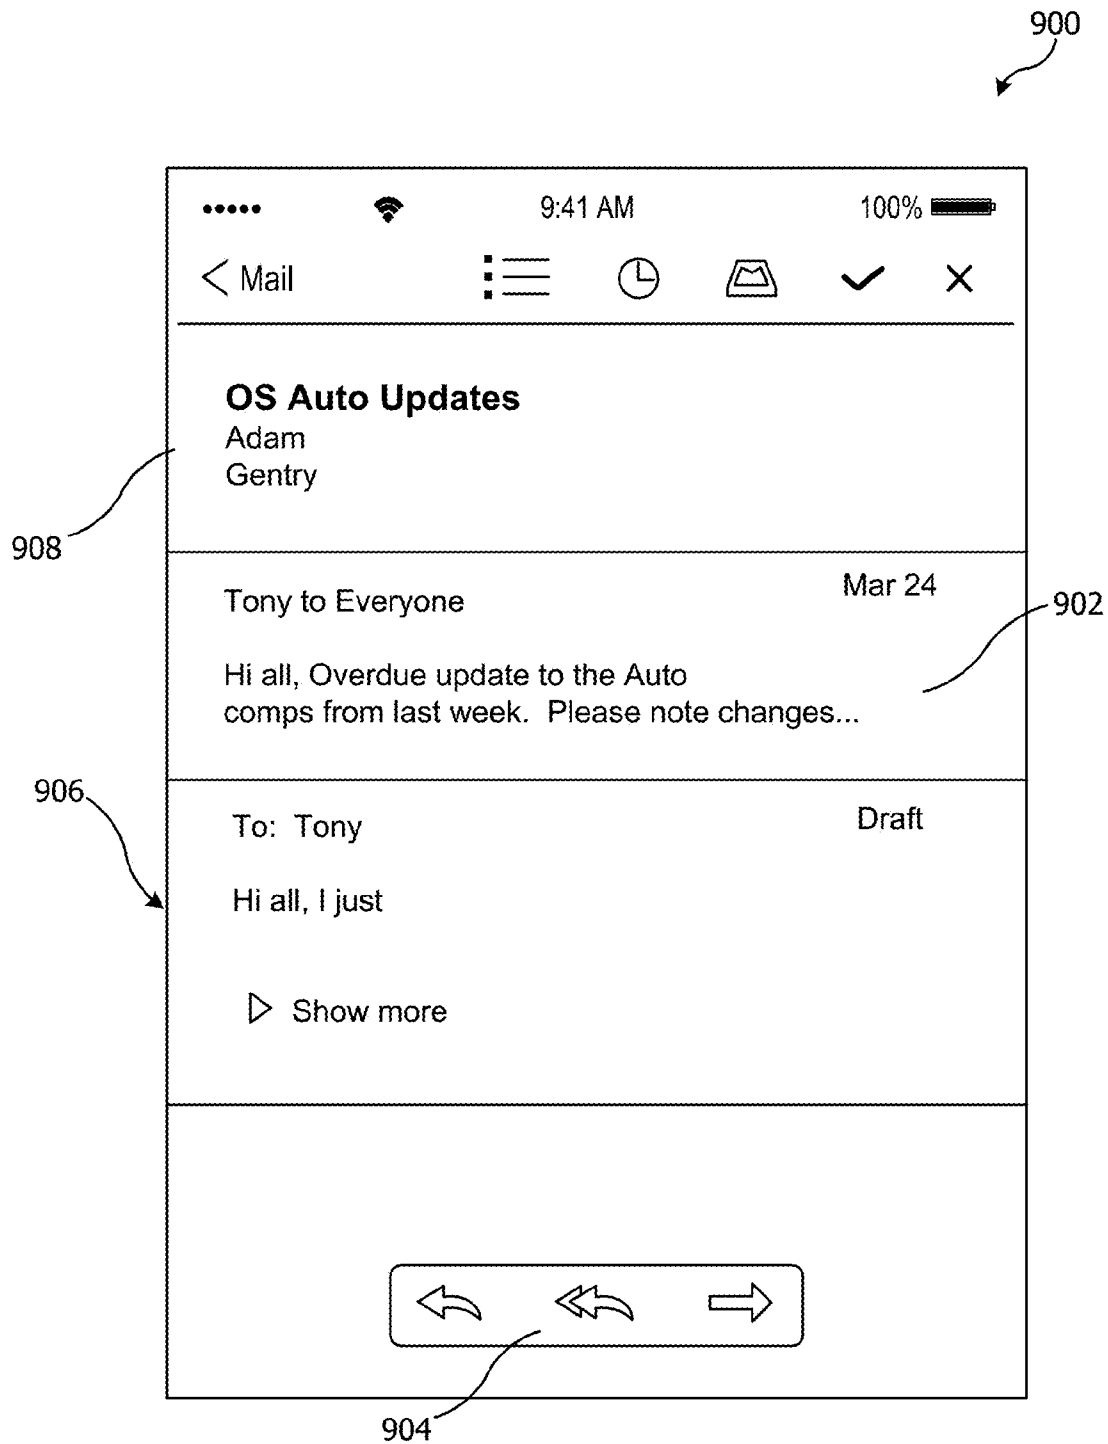 900
9:41 AM 100%
Mail
OS Auto Updates
Adam
Gentry
908
Tony to Everyone Mar 24
902
Hi all, Overdue update to the Auto
comps from last week. Please note changes...
906
To: Tony Draft
Hi all, I just
Show more
904